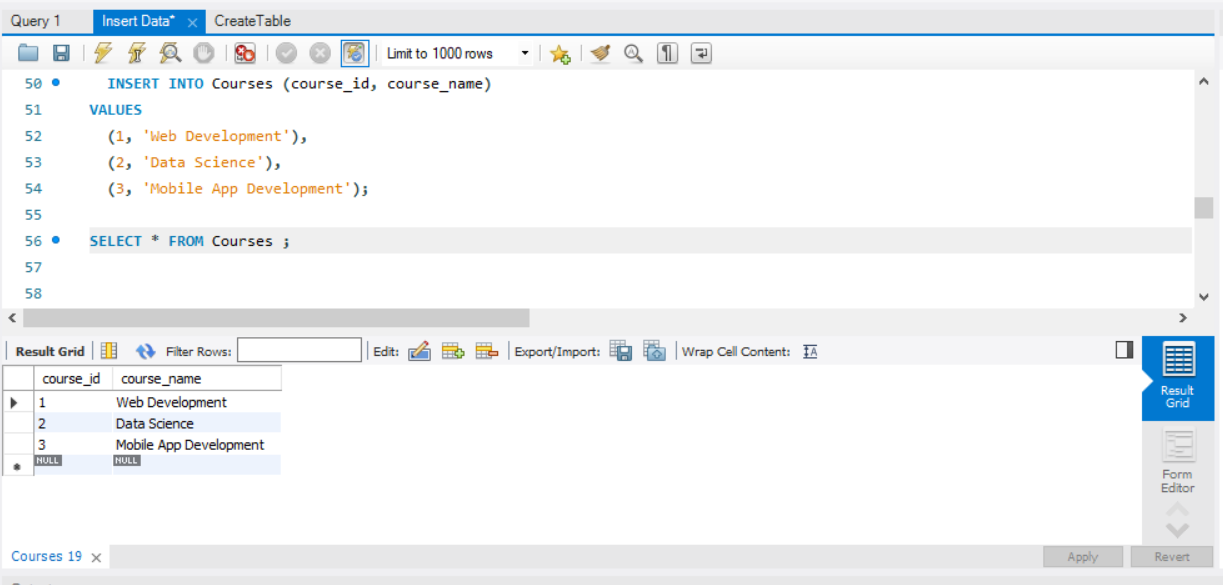 Query 1 Insert Data* CreateTable
Limit to 1000 rows
50 INSERT INTO Courses (course_id, course_name)
51 VALUES
52 (1, 'Web Development'),
53 (2, 'Data Science'),
54 (3, 'Mobile App Development');
55
56 SELECT * FROM Courses ;
57
58
Result Grid Filter Rows: Edit: Export/Import: Wrap Cell Content:
course_id course_name
1 Web Development
2 Data Science
3 Mobile App Development
NULL NULL
Result
Grid
Form
Editor
Courses 19 Apply Revert